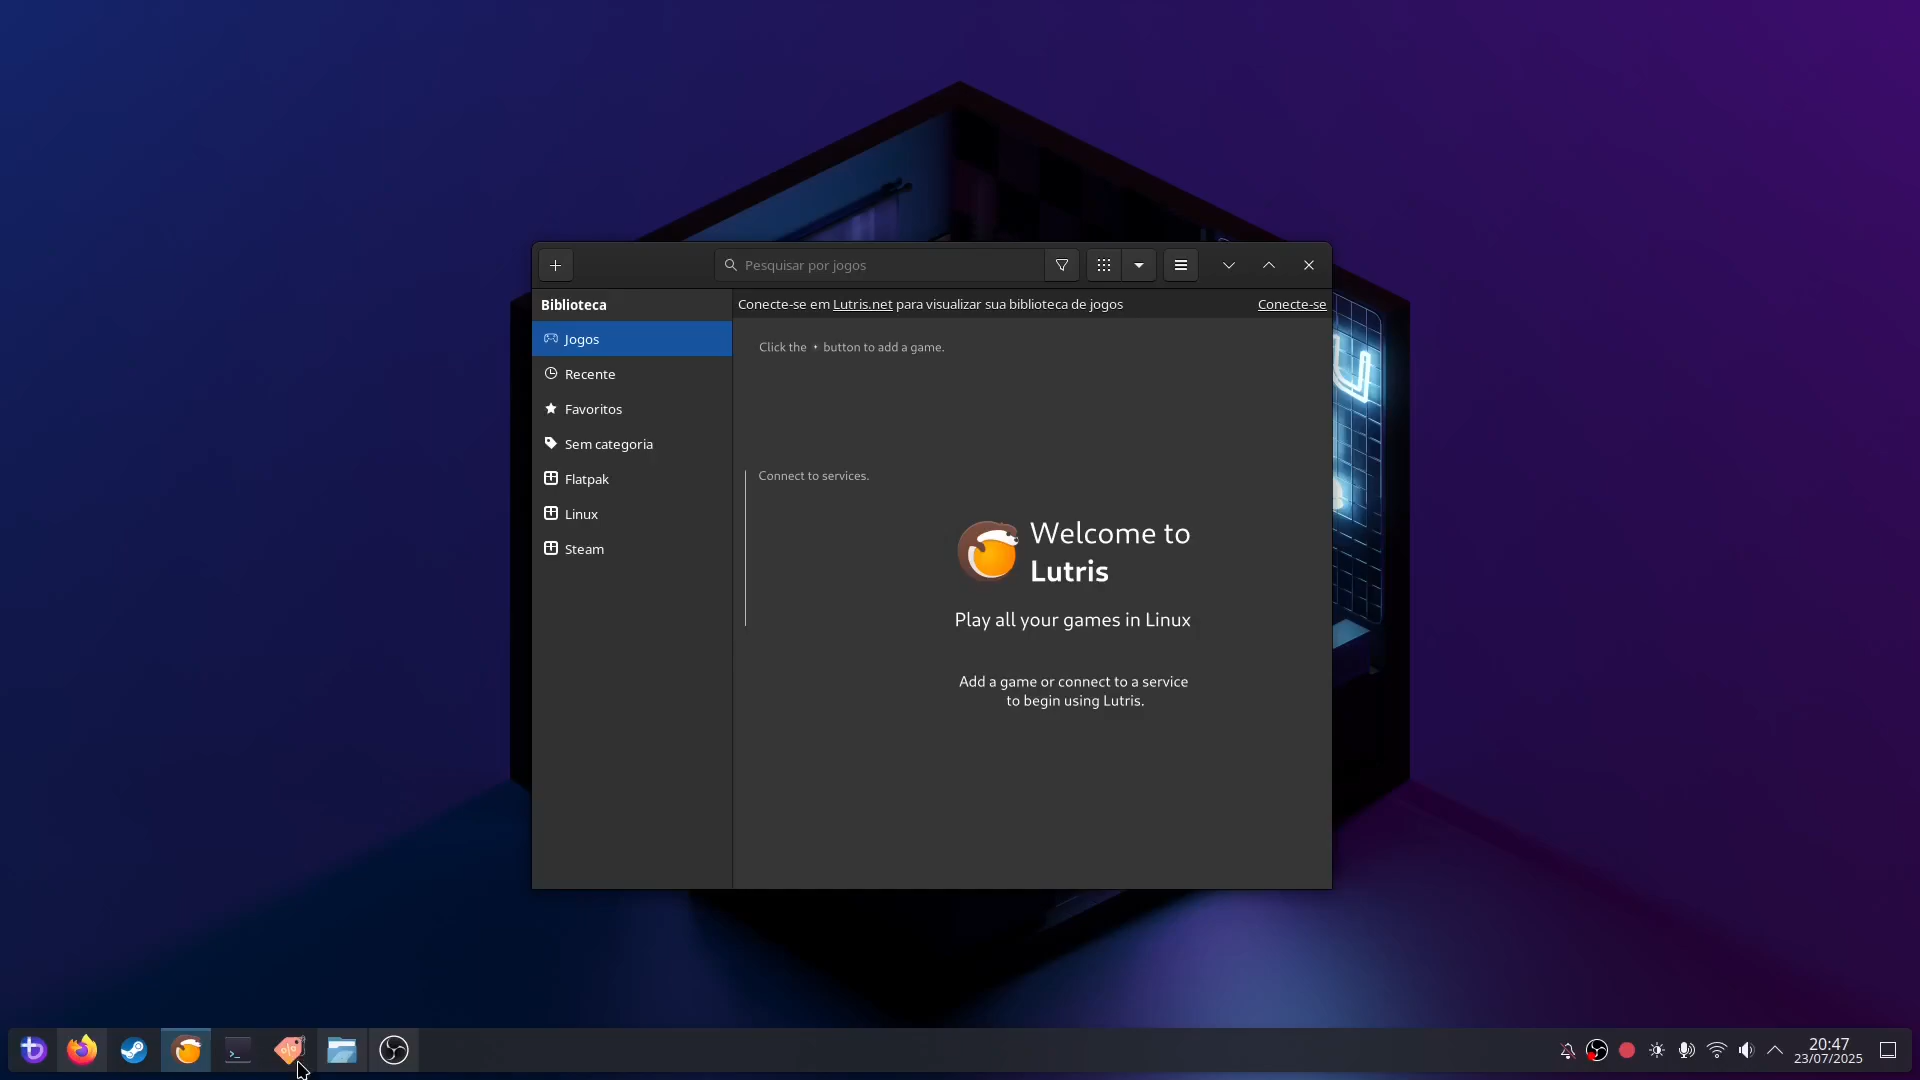 Pesquisar por jogos
Biblioteca
Conecte-se em Lutris.net para visualizar sua biblioteca de jogos
Conecte-se
Jogos
Recente
Favoritos
Sem categoria
Flatpak
Linux
Steam
Click the + button to add a game.
Connect to services.
Welcome to
Lutris
Play all your games in Linux
Add a game or connect to a service
to begin using Lutris.
20:47
23/07/2025